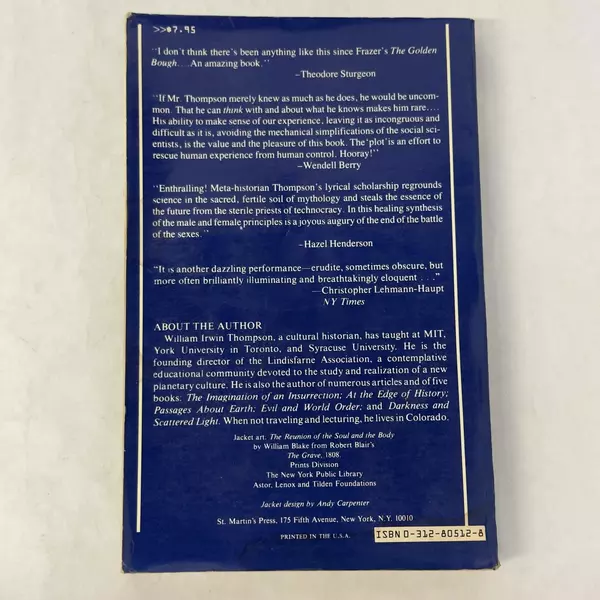 >>$7.95
"I don't think there's been anything like this since Frazer's The Golden
Bough....An amazing book."
–Theodore Sturgeon
"If Mr. Thompson merely knew as much as he does, he would be uncom-
mon. That he can think with and about what he knows makes him rare....
His ability to make sense of our experience, leaving it as incongruous and
difficult as it is, avoiding the mechanical simplifications of the social sci-
entists, is the value and the pleasure of this book. The 'plot' is an effort to
rescue human experience from human control. Hooray!"
–Wendell Berry
"Enthralling! Meta-historian Thompson's lyrical scholarship regrounds
science in the sacred, fertile soil of mythology and steals the essence of
the future from the sterile priests of technocracy. In this healing synthesis
of the male and female principles is a joyous augury of the end of the battle
of the sexes."
–Hazel Henderson
"It is another dazzling performance—erudite, sometimes obscure, but
more often brilliantly illuminating and breathtakingly eloquent . . ."
—Christopher Lehmann-Haupt
NY Times
ABOUT THE AUTHOR
William Irwin Thompson, a cultural historian, has taught at MIT,
York University in Toronto, and Syracuse University. He is the
founding director of the Lindisfarne Association, a contemplative
educational community devoted to the study and realization of a new
planetary culture. He is also the author of numerous articles and of five
books: The Imagination of an Insurrection; At the Edge of History;
Passages About Earth; Evil and World Order; and Darkness and
Scattered Light. When not traveling and lecturing, he lives in Colorado.
Jacket art. The Reunion of the Soul and the Body
by William Blake from Robert Blair's
The Grave, 1808.
Prints Division
The New York Public Library
Astor, Lenox and Tilden Foundations
Jacket design by Andy Carpenter
St. Martin's Press, 175 Fifth Avenue, New York, N.Y. 10010
PRINTED IN THE U.S.A.
ISBN 0-312-80512-8